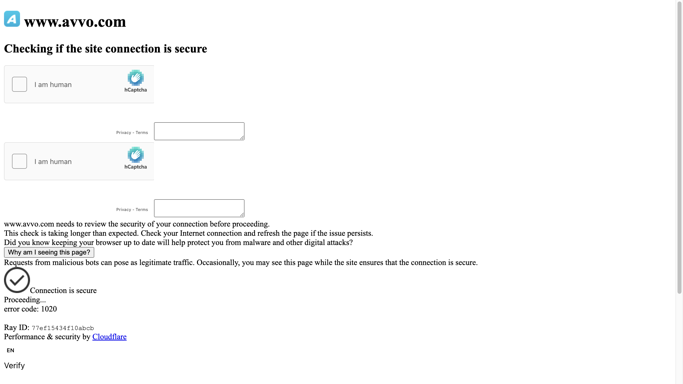 www.avvo.com
Checking if the site connection is secure
I am human
hCaptcha
Privacy - Terms
I am human
hCaptcha
Privacy - Terms
www.avvo.com needs to review the security of your connection before proceeding.
This check is taking longer than expected. Check your Internet connection and refresh the page if the issue persists.
Did you know keeping your browser up to date will help protect you from malware and other digital attacks?
Why am I seeing this page?
Requests from malicious bots can pose as legitimate traffic. Occasionally, you may see this page while the site ensures that the connection is secure.
Connection is secure
Proceeding...
error code: 1020
Ray ID: 77ef15434f10abcb
Performance & security by Cloudflare
EN
Verify